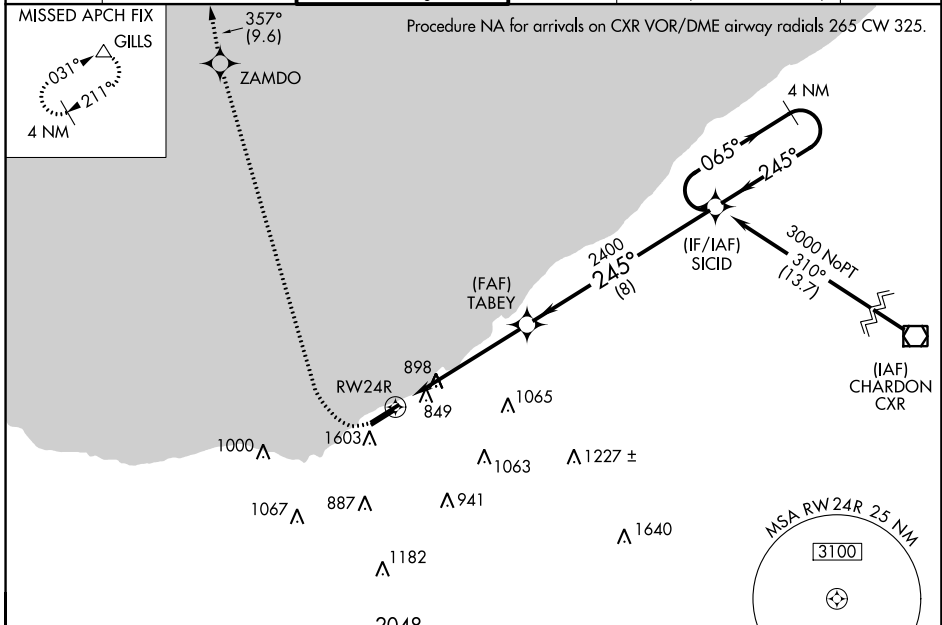 MISSED APCH FIX
GILLS
031°
211°
4 NM
357°
(9.6)
ZAMDO
Procedure NA for arrivals on CXR VOR/DME airway radials 265 CW 325.
4 NM
065°
245°
(IF/IAF)
SICID
3000 NoPT
310°
(13.7)
2400
245°
(8)
(FAF)
TABEY
(IAF)
CHARDON
CXR
898
RW24R
849
1065
1603
1000
1063
1227 ±
1067
887
941
1640
1182
MSA RW24R 25 NM
3100
2048